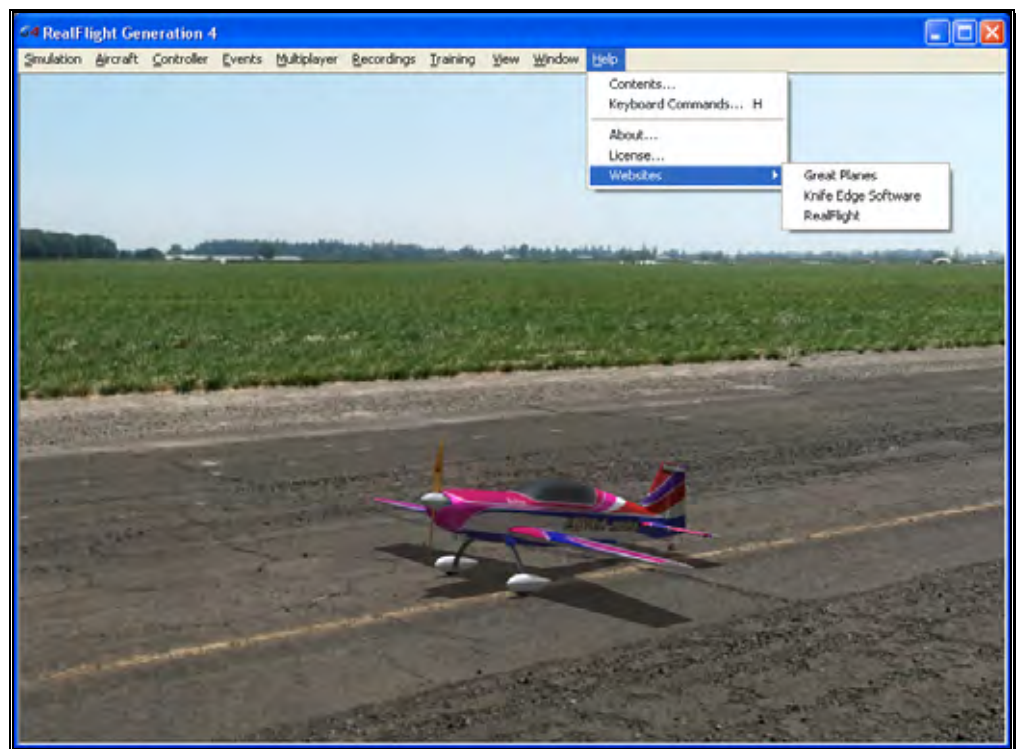 RealFlight Generation 4
Simulation Aircraft Controller Events Multiplayer Recordings Training View Window Help
Contents...
Keyboard Commands... H
About...
License...
Websites
Great Planes
Knife Edge Software
RealFlight